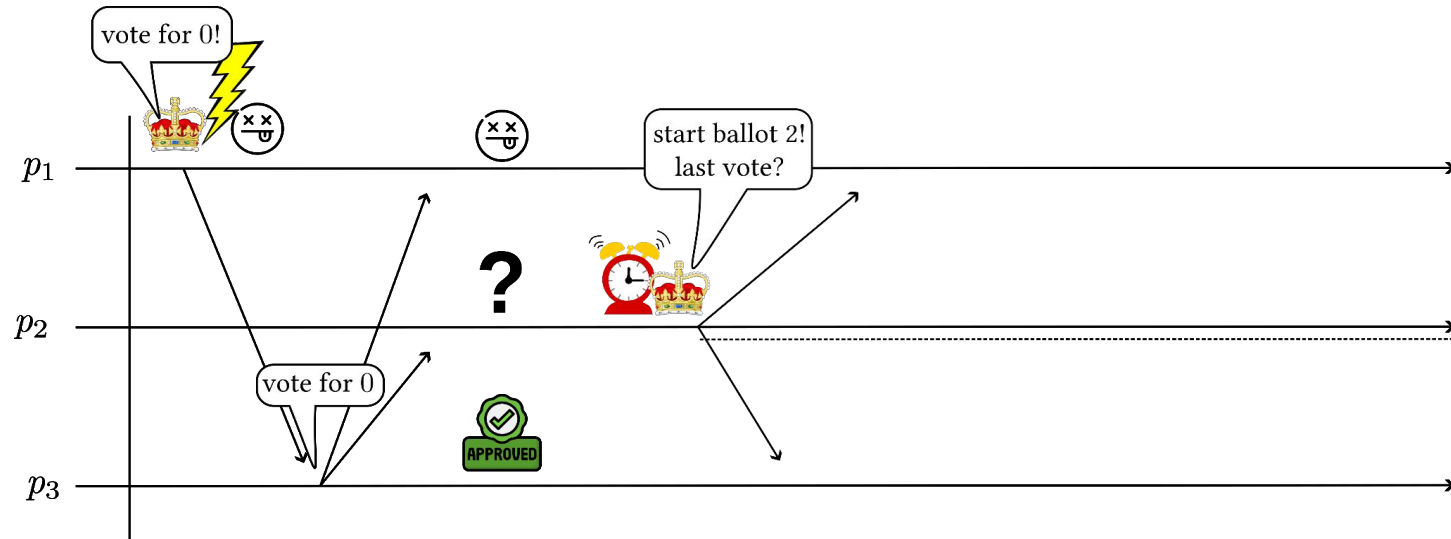 vote for 0!
start ballot 2!
last vote?
p₁
?
p₂
vote for 0
APPROVED
p₃